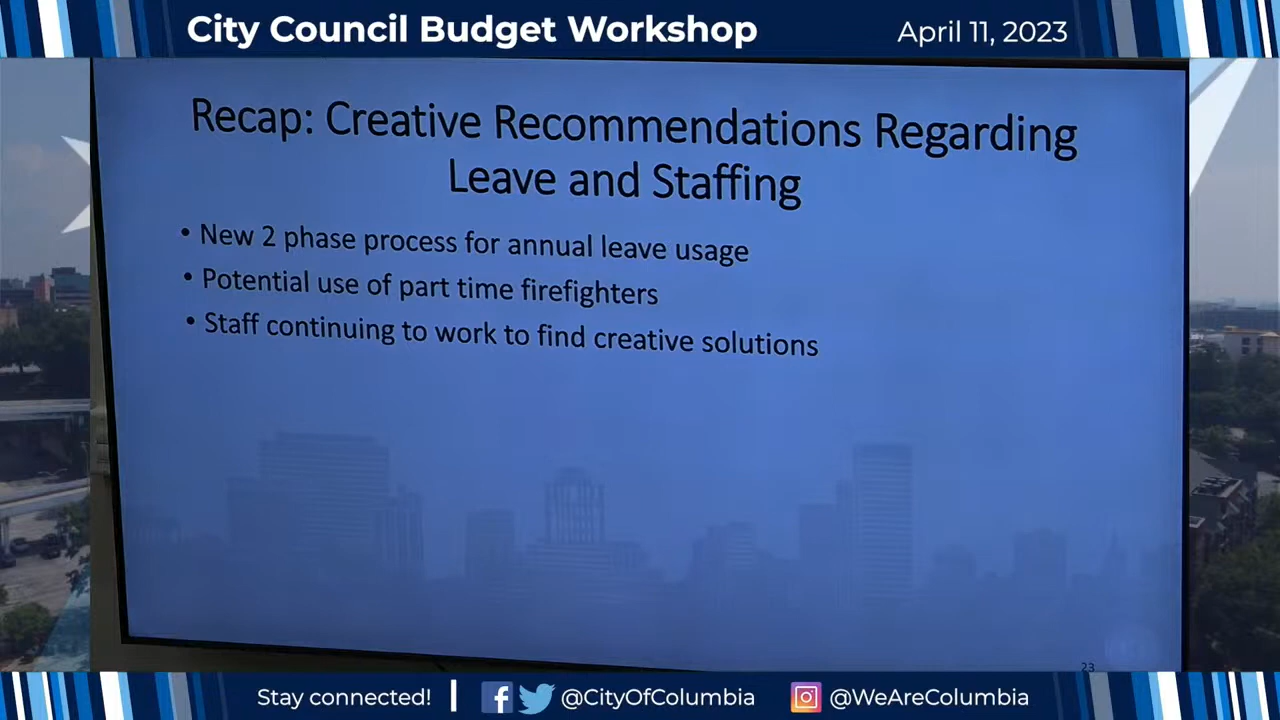 City Council Budget Workshop
April 11, 2023
Recap: Creative Recommendations Regarding
Leave and Staffing
• New 2 phase process for annual leave usage
• Potential use of part time firefighters
• Staff continuing to work to find creative solutions
23
Stay connected! | @CityOfColumbia @WeAreColumbia